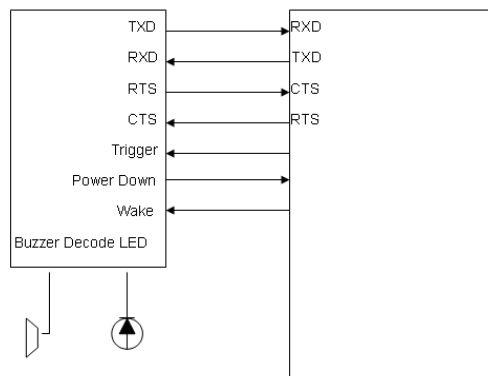 TXD RXD
RXD TXD
RTS CTS
CTS RTS
Trigger
Power Down
Wake
Buzzer Decode LED